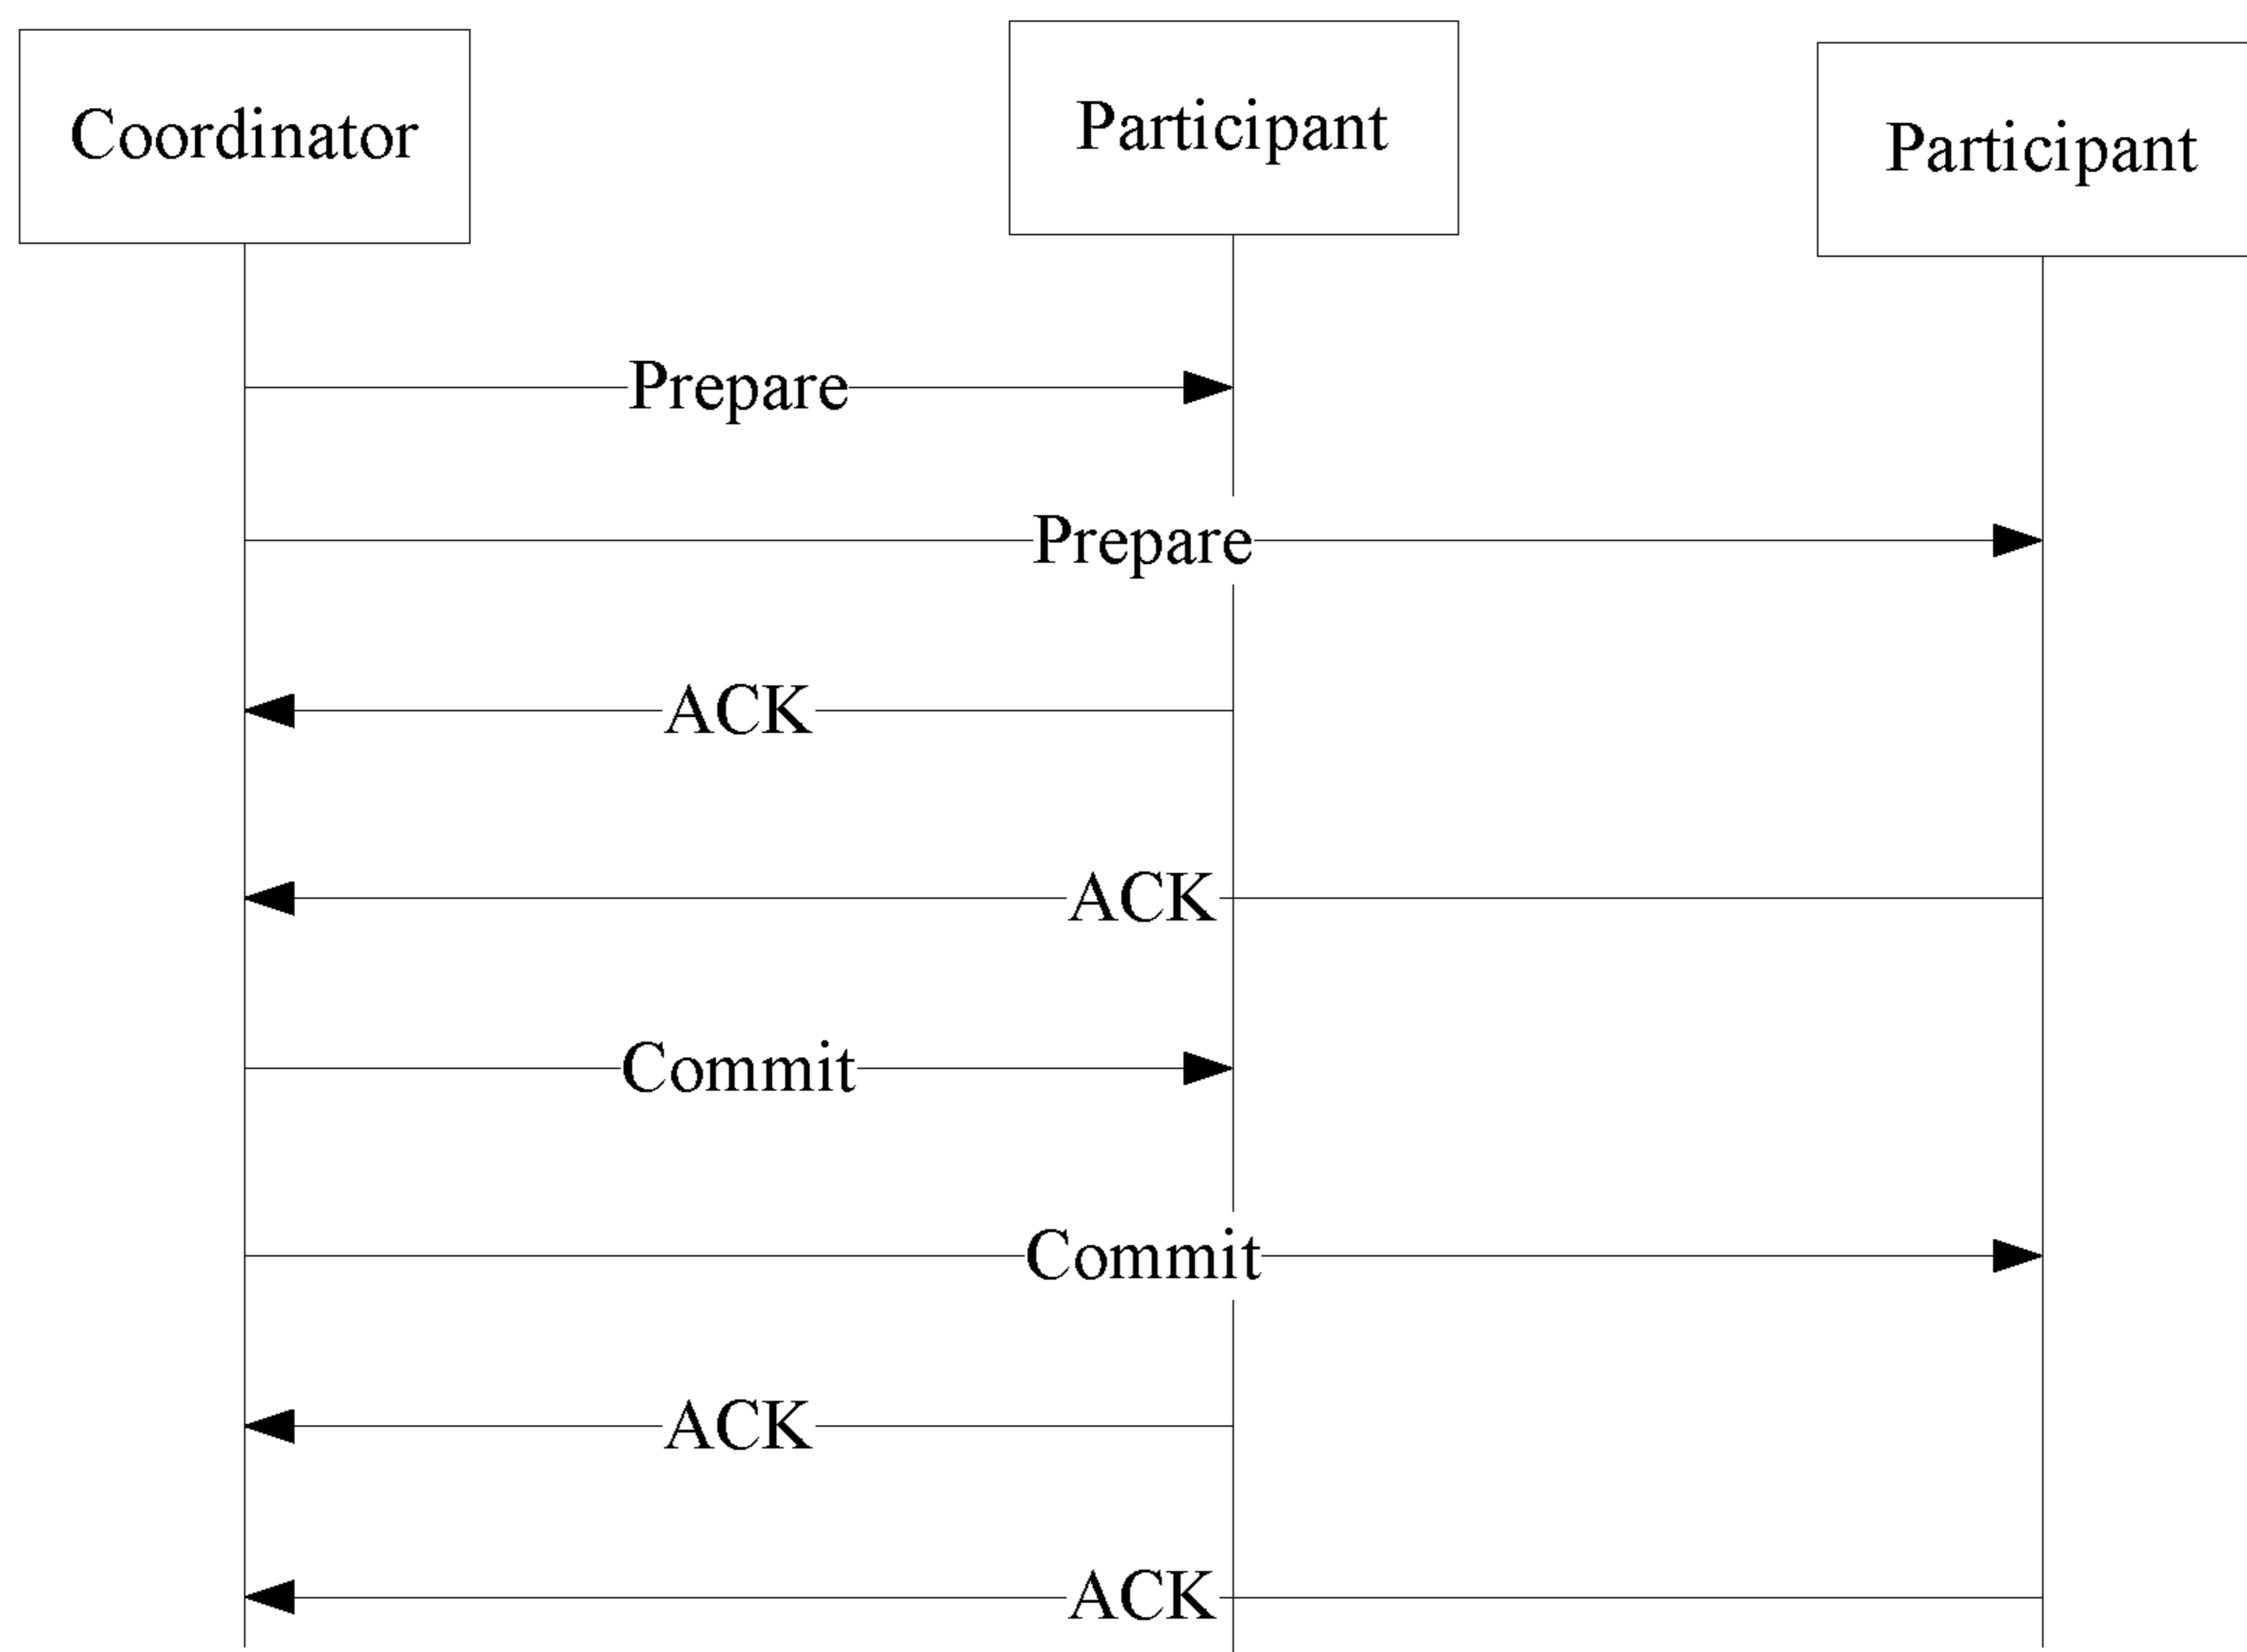 Coordinator
Participant
Participant
Prepare
Prepare
ACK
ACK
Commit
Commit
ACK
ACK